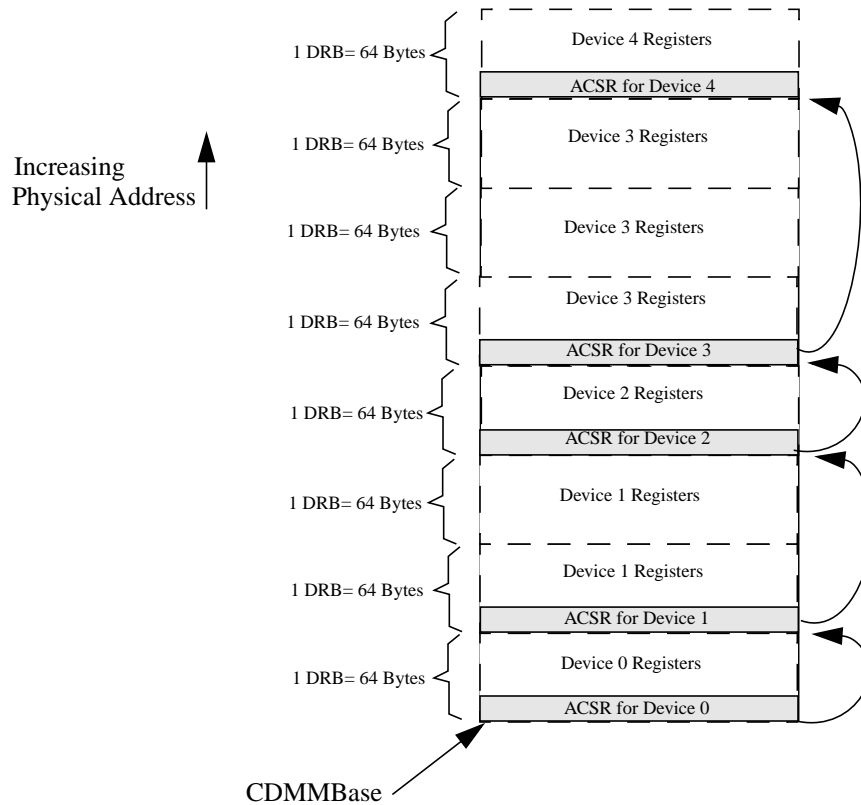 Device 4 Registers
1 DRB= 64 Bytes
ACSR for Device 4
Device 3 Registers
1 DRB= 64 Bytes
Increasing
Physical Address
Device 3 Registers
1 DRB= 64 Bytes
Device 3 Registers
1 DRB= 64 Bytes
ACSR for Device 3
Device 2 Registers
1 DRB= 64 Bytes
ACSR for Device 2
Device 1 Registers
1 DRB= 64 Bytes
Device 1 Registers
1 DRB= 64 Bytes
ACSR for Device 1
Device 0 Registers
1 DRB= 64 Bytes
ACSR for Device 0
CDMMBase